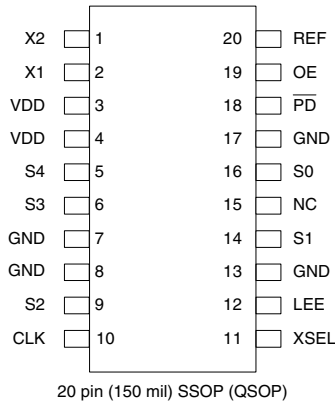 X2 1 20 REF
X1 2 19 OE
VDD 3 18 PD
VDD 4 17 GND
S4 5 16 S0
S3 6 15 NC
GND 7 14 S1
GND 8 13 GND
S2 9 12 LEE
CLK 10 11 XSEL
20 pin (150 mil) SSOP (QSOP)